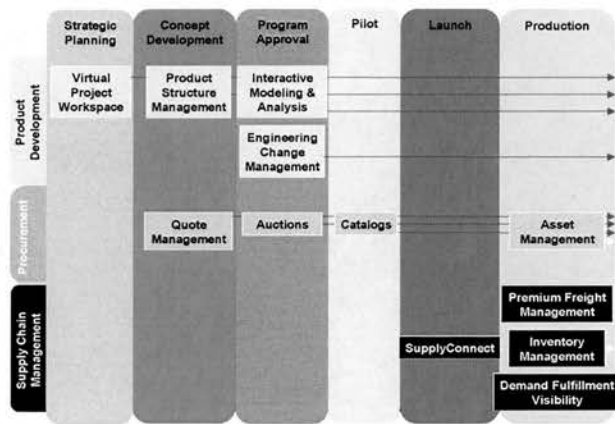 Strategic
Planning
Concept
Development
Program
Approval
Pilot
Launch
Production
Product
Development
Virtual
Project
Workspace
Product
Structure
Management
Interactive
Modeling &
Analysis
Engineering
Change
Management
Procurement
Quote
Management
Auctions
Catalogs
Asset
Management
Supply Chain
Management
Premium Freight
Management
SupplyConnect
Inventory
Management
Demand Fulfillment
Visibility